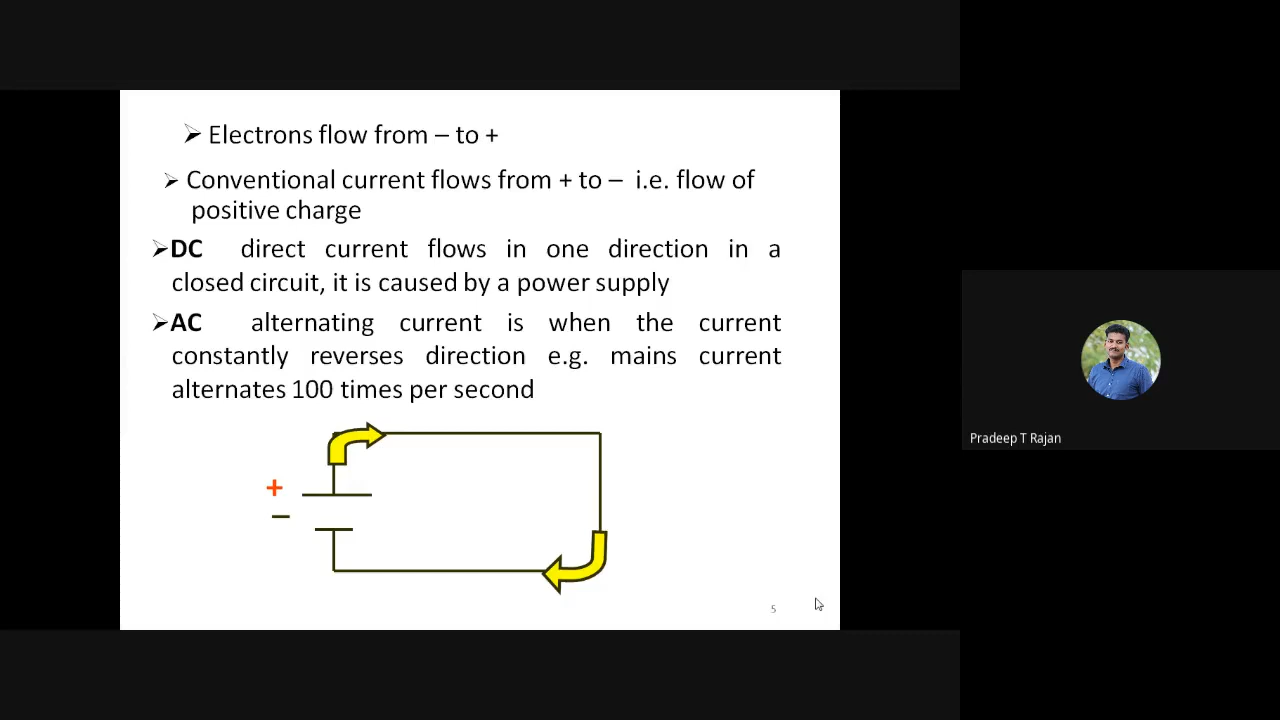 ➢ Electrons flow from – to +
➢ Conventional current flows from + to –  i.e. flow of
positive charge
➢DC direct current flows in one direction in a
closed circuit, it is caused by a power supply
➢AC alternating current is when the current
constantly reverses direction e.g. mains current
alternates 100 times per second
+
–
5
Pradeep T Rajan